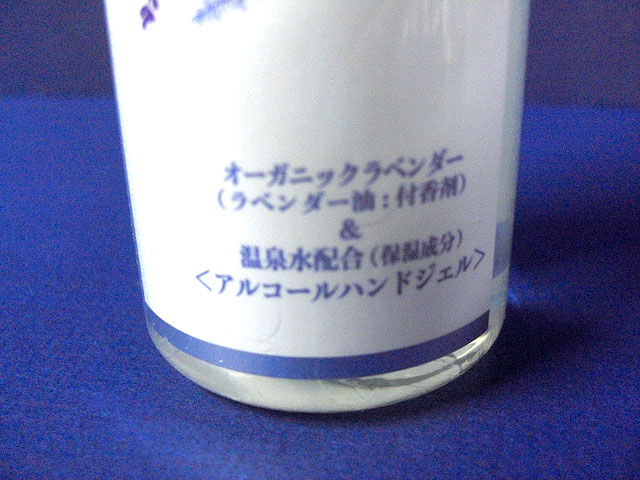 オーガニックラベンダー
(ラベンダー油:付香剤)
&
温泉水配合(保湿成分)
<アルコールハンドジェル>